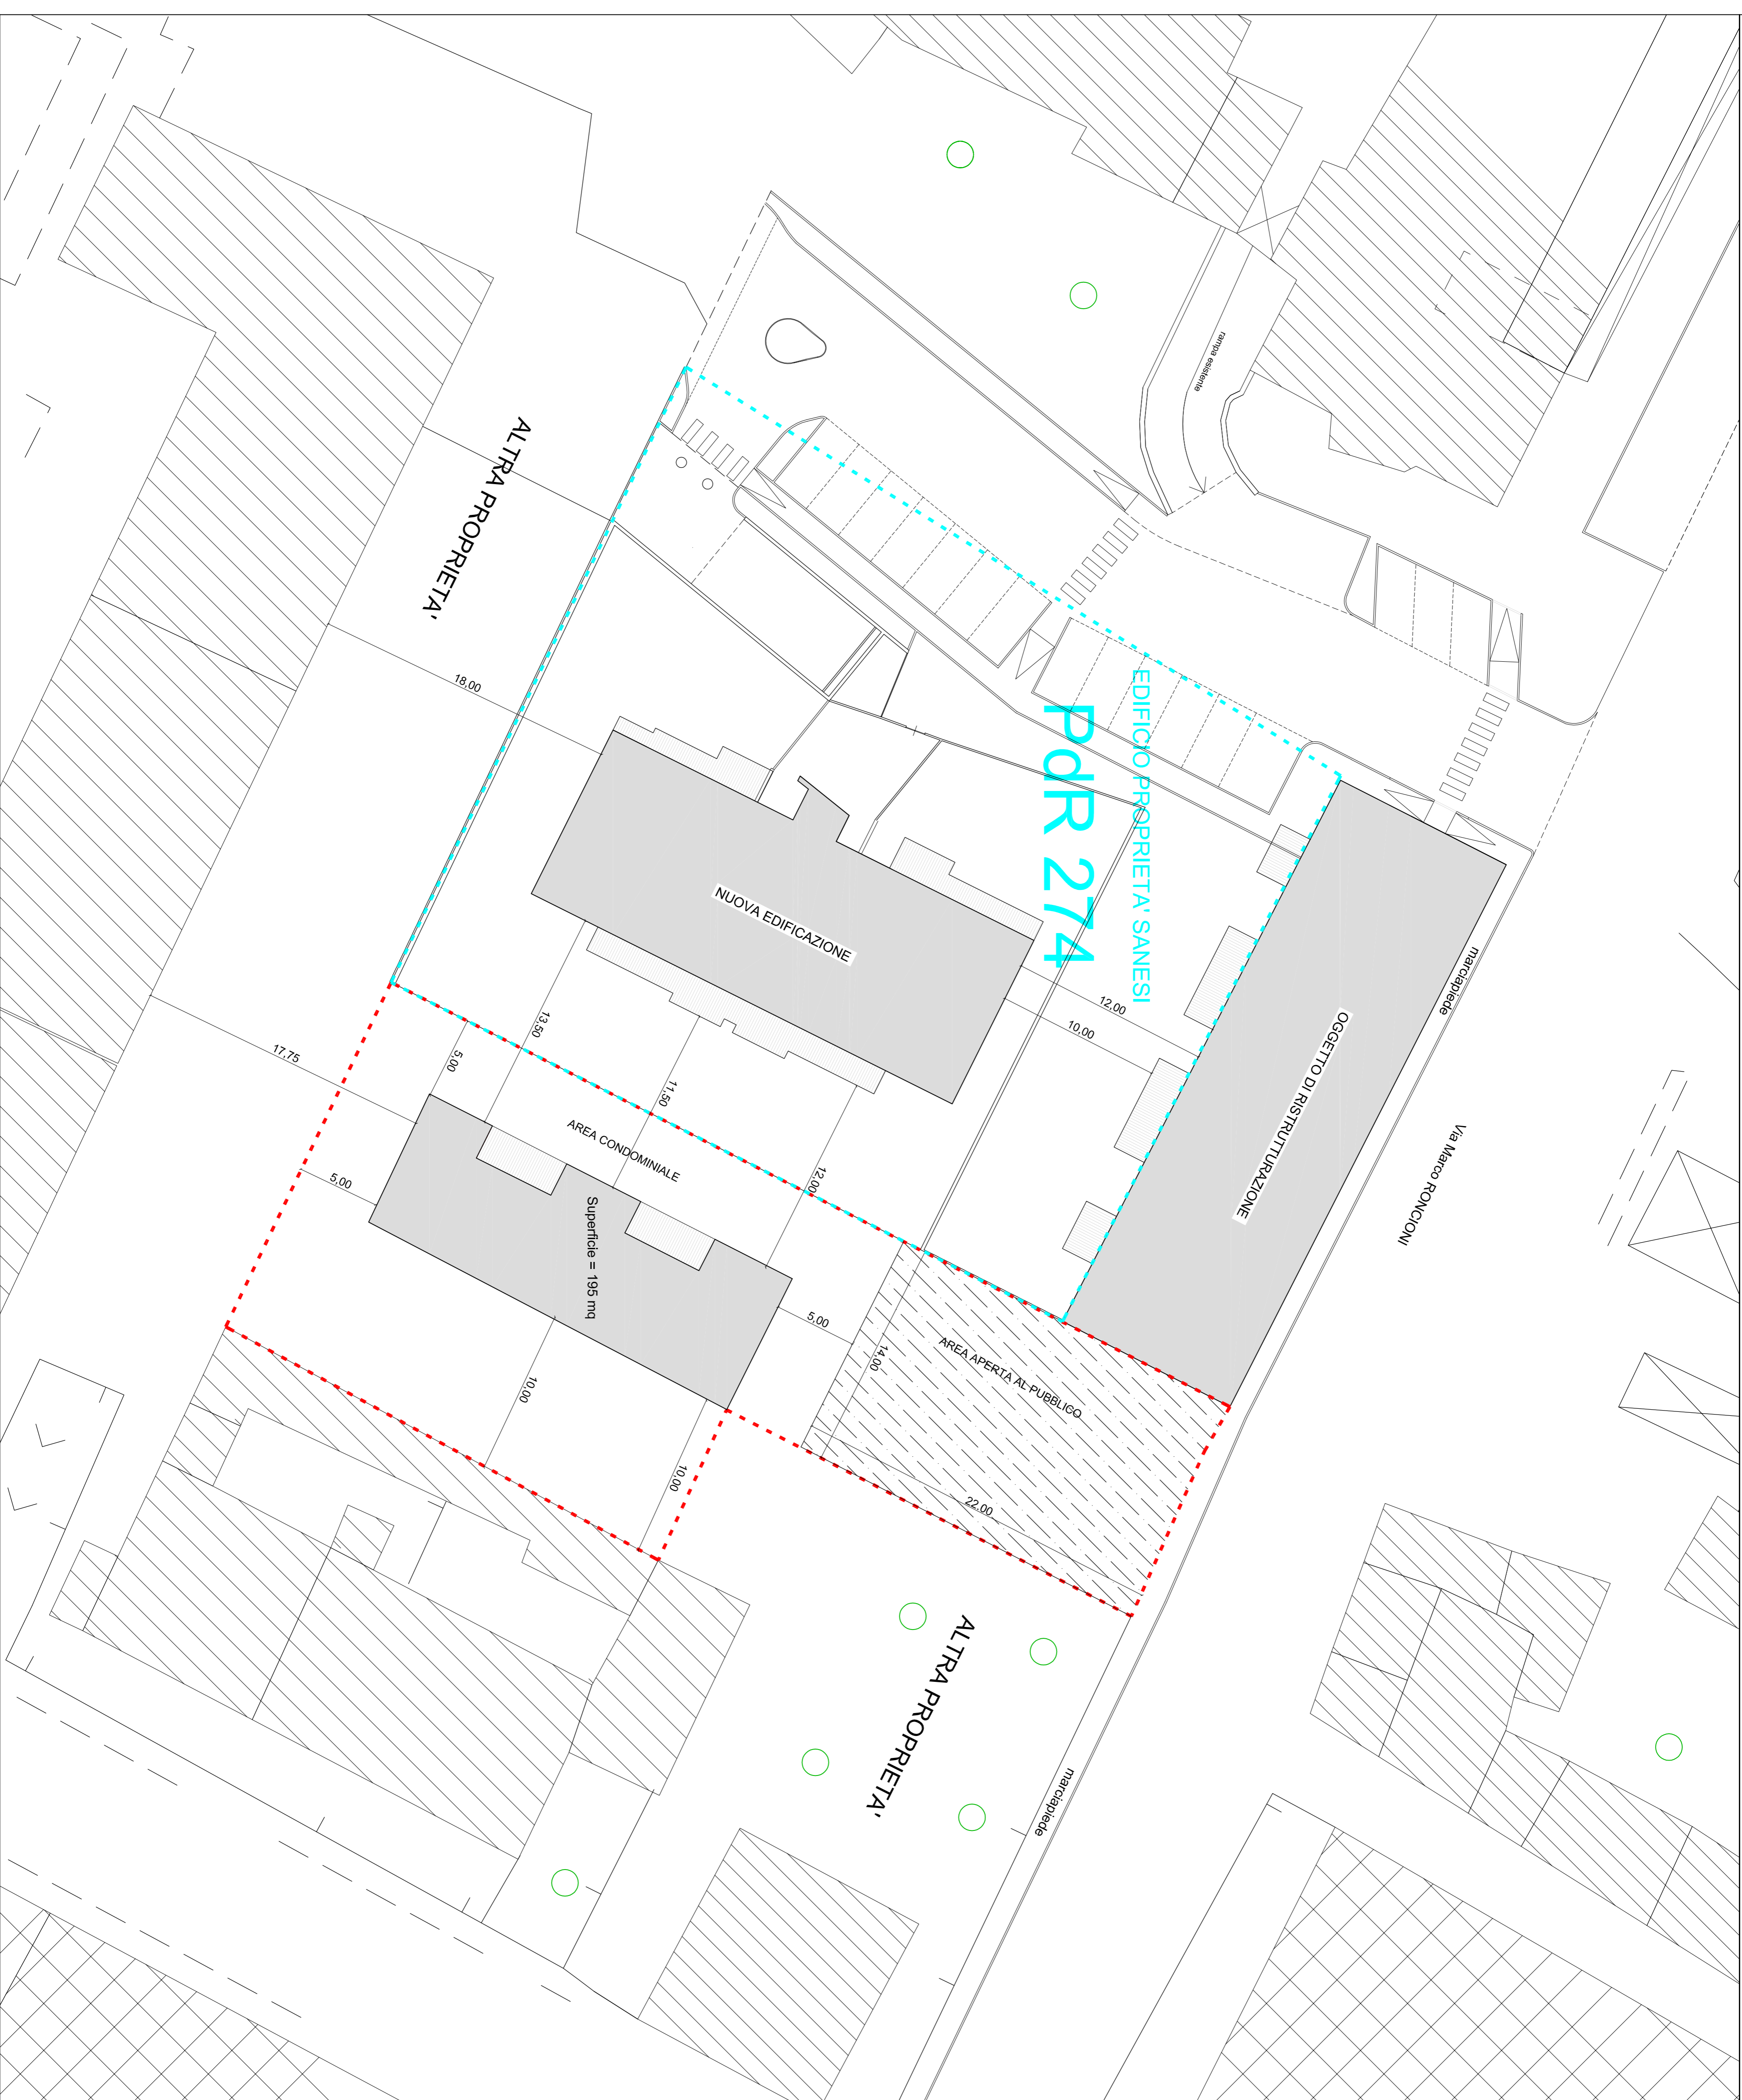 rampa esistente
ALTRA PROPRIETA'
18,00
EDIFICIO PROPRIETA' SANESI
PdR 274
NUOVA EDIFICAZIONE
marciapiede
12,00
10,00
OGGETTO DI RISTRUTTURAZIONE
13,50
5,00
17,75
11,50
AREA CONDOMINIALE
Via Marco RONCIONI
12,00
5,00
Superficie = 195 mq
5,00
14,00
AREA APERTA AL PUBBLICO
10,00
10,00
22,00
ALTRA PROPRIETA'
marciapiede